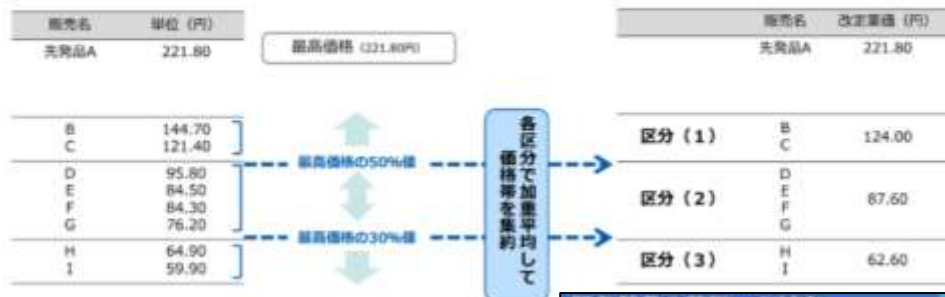 販売名 単位（円）
先発品A 221.80
最高価格（221.80円）
B 144.70
C 121.40
最高価格の50%値
D 95.80
E 84.50
F 84.30
G 76.20
最高価格の30%値
H 64.90
I 59.90
各区分で加重平均して
価格帯を集約
販売名 改定薬価（円）
先発品A 221.80
区分（1） B C 124.00
区分（2） D E F G 87.60
区分（3） H I 62.60